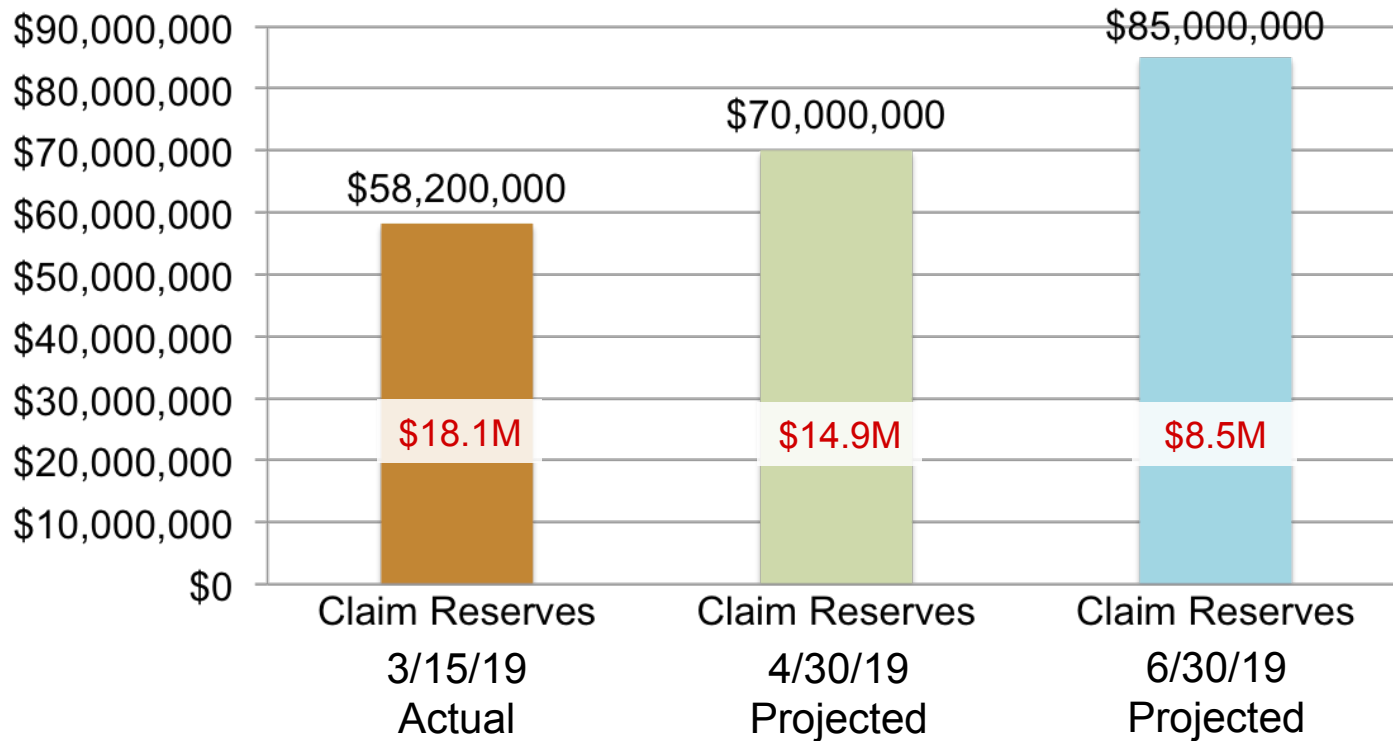 $90,000,000
$80,000,000
$70,000,000
$60,000,000
$50,000,000
$40,000,000
$30,000,000
$20,000,000
$10,000,000
$0
$58,200,000
$70,000,000
$85,000,000
$18.1M
$14.9M
$8.5M
Claim Reserves
3/15/19
Actual
Claim Reserves
4/30/19
Projected
Claim Reserves
6/30/19
Projected